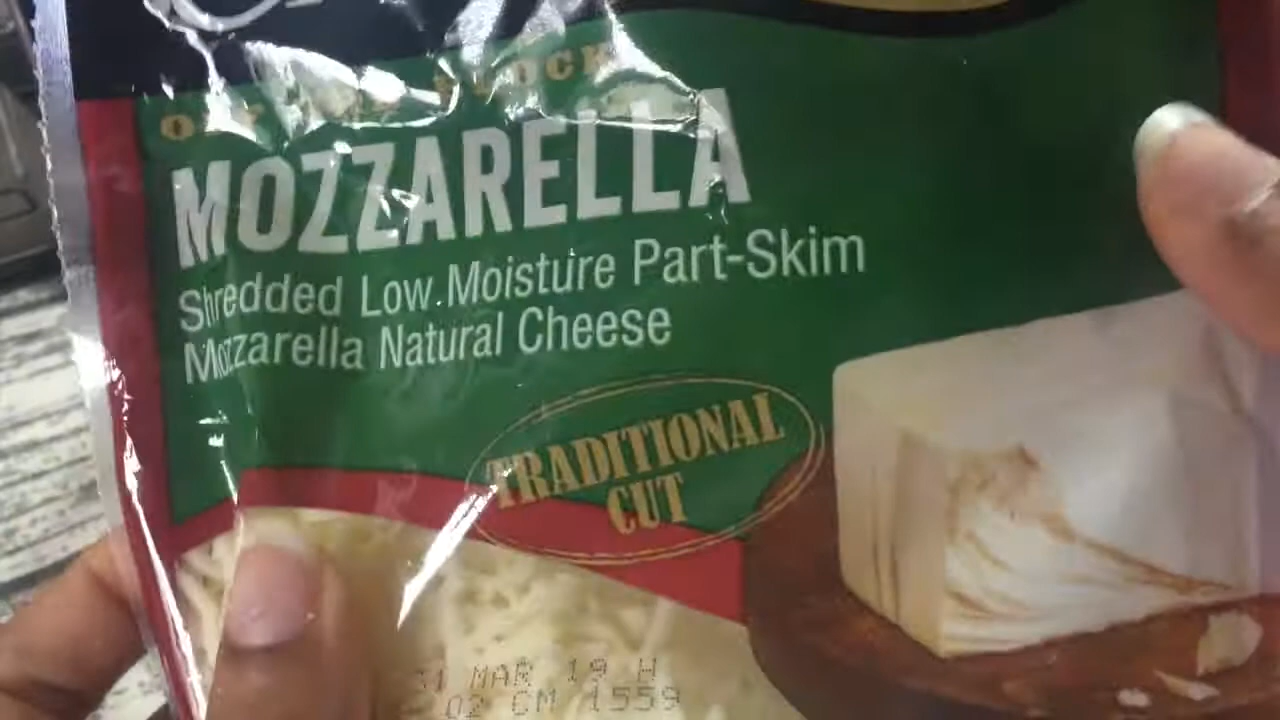 MOZZARELLA
Shredded Low Moisture Part-Skim
Mozzarella Natural Cheese
TRADITIONAL
CUT
MAR 19 H
02 CM 1559